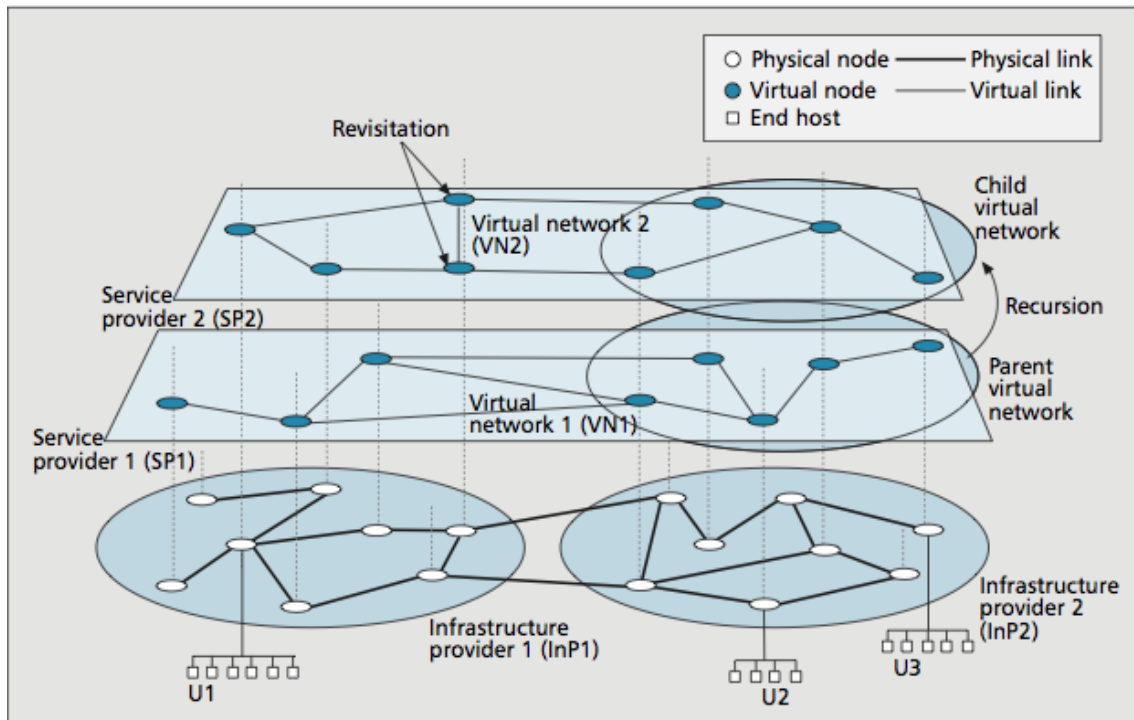 Physical node
Physical link
Virtual node
Virtual link
End host
Revisitation
Child
virtual
network
Virtual network 2
(VN2)
Service
provider 2 (SP2)
Recursion
Parent
virtual
network
Virtual
network 1 (VN1)
Service
provider 1 (SP1)
Infrastructure
provider 1 (InP1)
Infrastructure
provider 2
(InP2)
U1
U2
U3